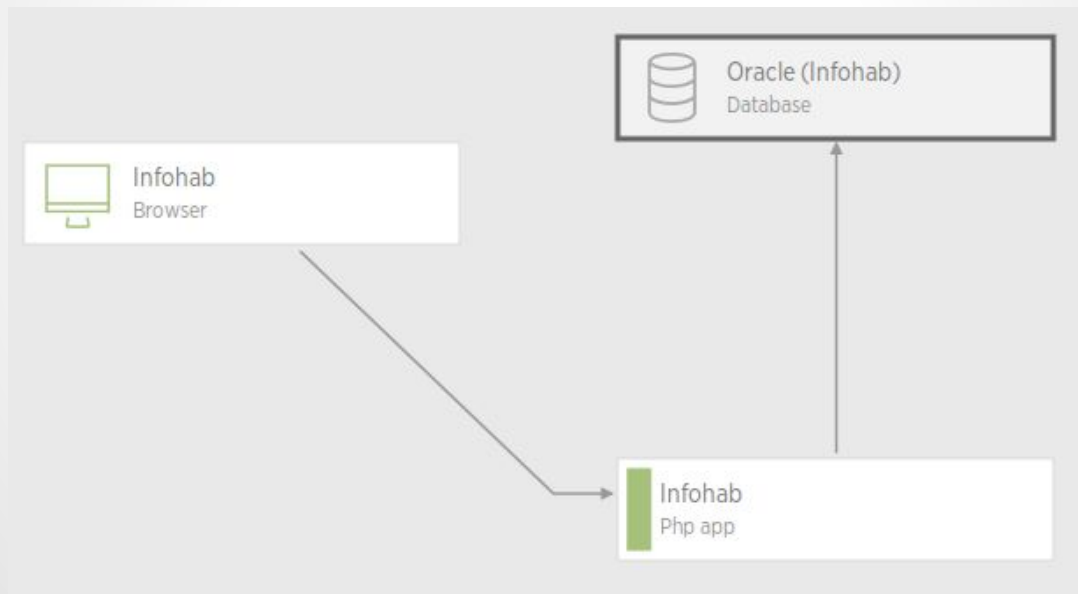 Oracle (Infohab)
Database
Infohab
Browser
Infohab
Php app